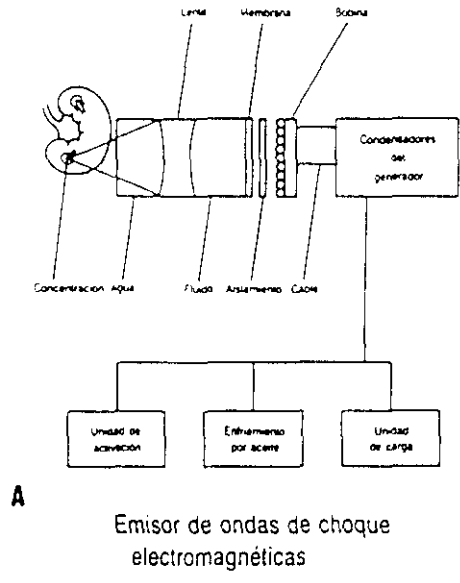 Lente Membrana Bobina
Condensadores
del
generador
Concentración Agua Fluido Aislamiento Cable
Unidad de
activación
Enfriamiento
por aceite
Unidad
de carga
A
Emisor de ondas de choque
electromagnéticas